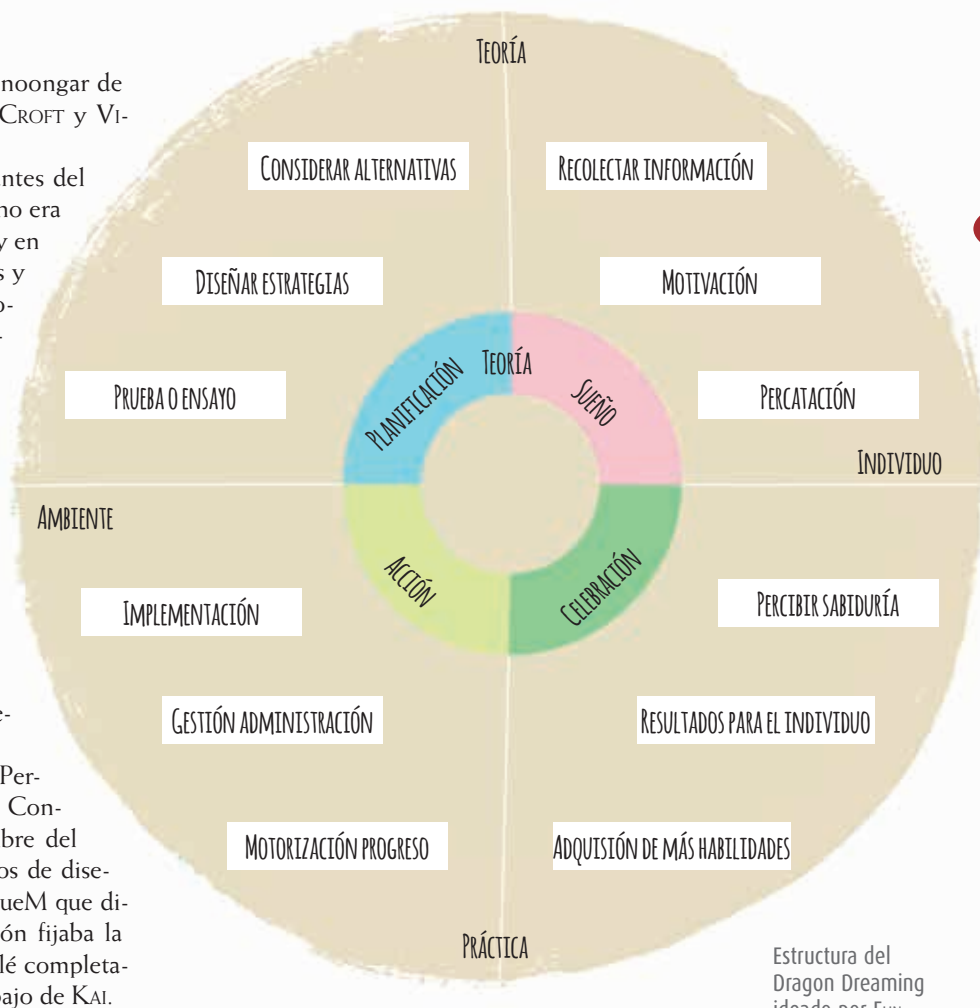 noongar de
CROFT y VI-
ntes del
no era
y en
s y
o-
-
e-
Per-
Con-
bre del
os de dise-
ueM que di-
ón fijaba la
lé completa-
bajo de KAI.
TEORÍA
CONSIDERAR ALTERNATIVAS
RECOLECTAR INFORMACIÓN
DISEÑAR ESTRATEGIAS
MOTIVACIÓN
PRUEBA O ENSAYO
PERCATACIÓN
PLANIFICACIÓN
TEORÍA
SUEÑO
INDIVIDUO
AMBIENTE
ACCIÓN
CELEBRACIÓN
IMPLEMENTACIÓN
PERCIBIR SABIDURÍA
GESTIÓN ADMINISTRACIÓN
RESULTADOS PARA EL INDIVIDUO
MOTORIZACIÓN PROGRESO
ADQUISIÓN DE MÁS HABILIDADES
PRÁCTICA
Estructura del
Dragon Dreaming